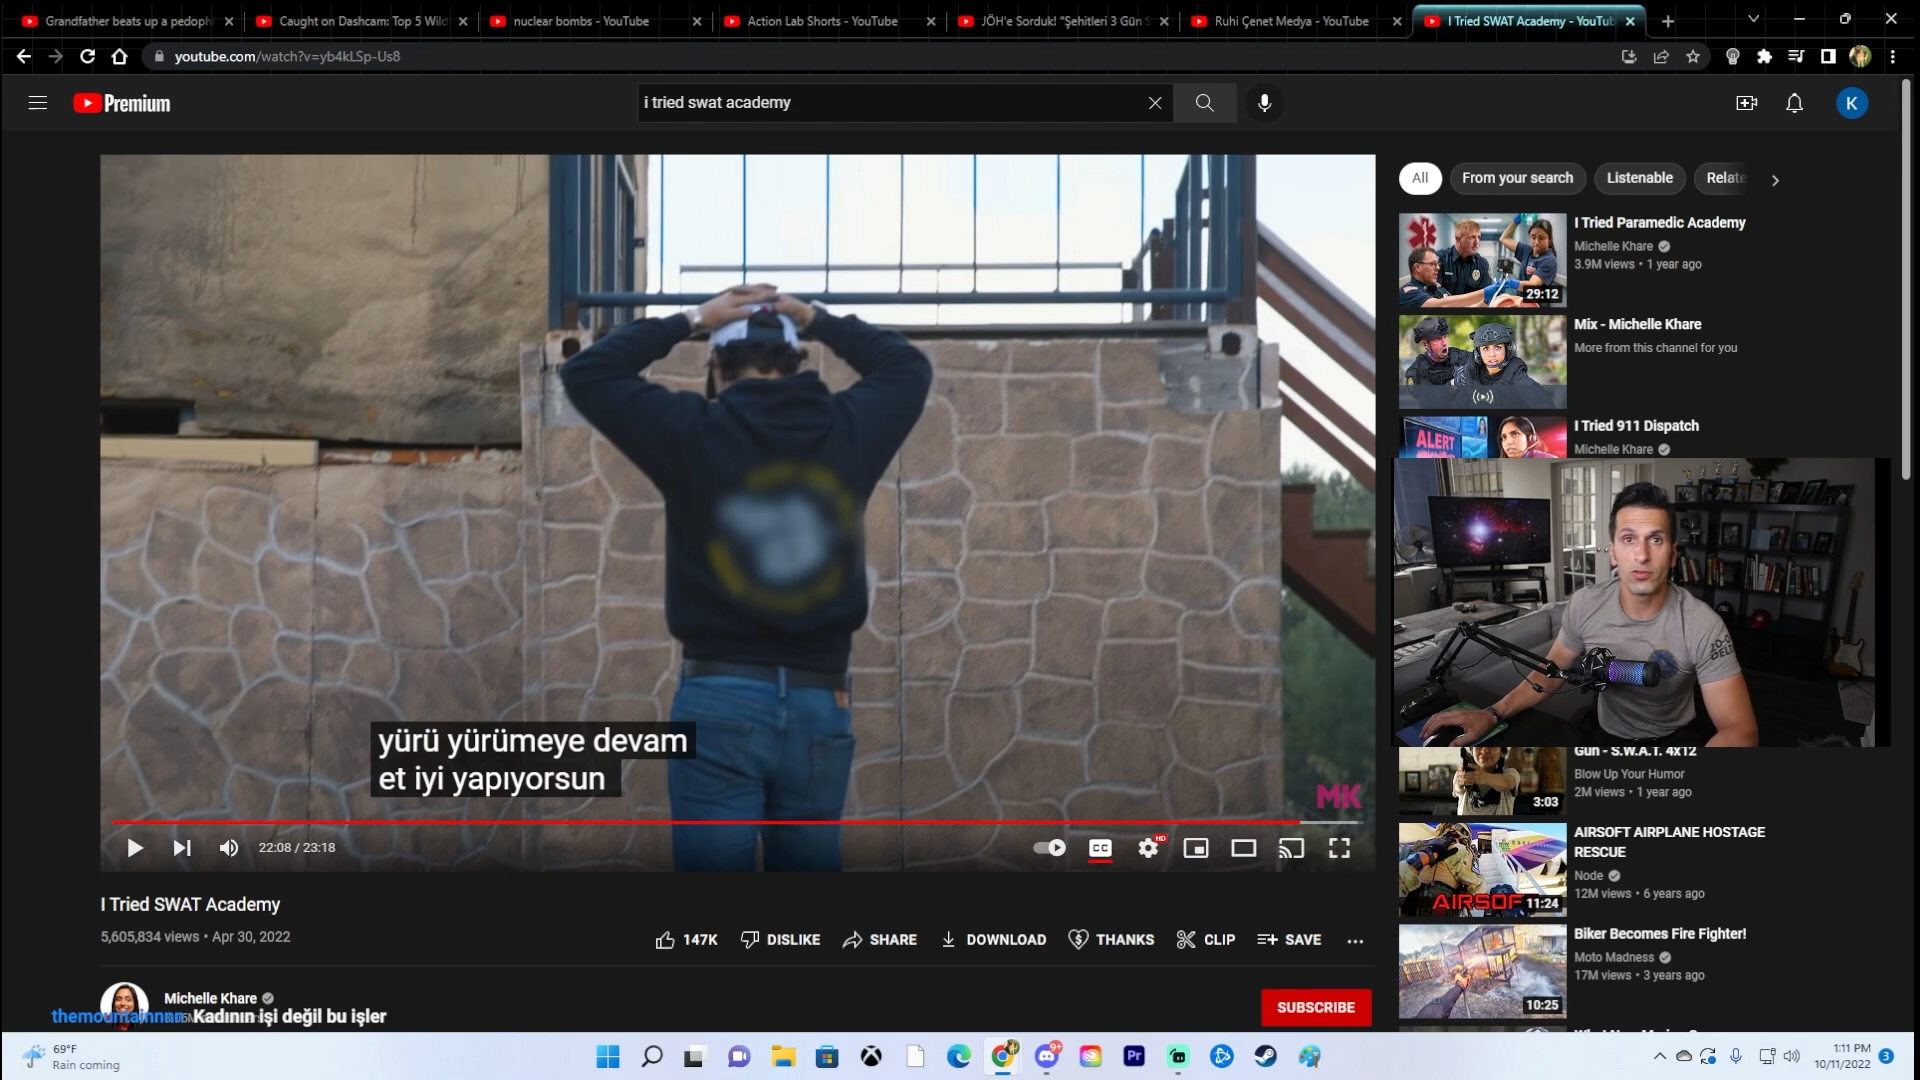 Grandfather beats up a pedoph
Caught on Dashcam: Top 5 Wild
nuclear bombs - YouTube
Action Lab Shorts - YouTube
JÖH'e Sorduk! "Şehitleri 3 Gün S
Ruhi Çenet Medya - YouTube
I Tried SWAT Academy - YouTub
youtube.com/watch?v=yb4kLSp-Us8
Premium
i tried swat academy
K
All
From your search
Listenable
Relate
I Tried Paramedic Academy
Michelle Khare
3.9M views • 1 year ago
29:12
Mix - Michelle Khare
More from this channel for you
I Tried 911 Dispatch
Michelle Khare
ALERT
yürü yürümeye devam
et iyi yapıyorsun
MK
22:08 / 23:18
CC
HD
Gun - S.W.A.T. 4x12
Blow Up Your Humor
2M views • 1 year ago
3:03
AIRSOFT AIRPLANE HOSTAGE
RESCUE
Node
12M views • 6 years ago
AIRSOF
11:24
Biker Becomes Fire Fighter!
Moto Madness
17M views • 3 years ago
10:25
I Tried SWAT Academy
5,605,834 views • Apr 30, 2022
147K
DISLIKE
SHARE
DOWNLOAD
THANKS
CLIP
SAVE
Michelle Khare
SUBSCRIBE
themountainnnn Kadının işi değil bu işler
69°F
Rain coming
9+
Pr
1:11 PM
10/11/2022
3